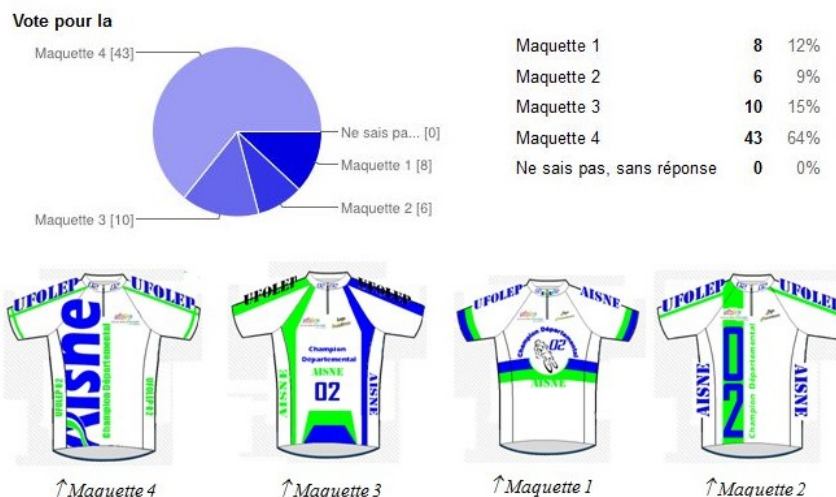 Vote pour la
Maquette 4 [43]
Ne sais pa... [0]
Maquette 1 [8]
Maquette 2 [6]
Maquette 3 [10]
Maquette 1 8 12%
Maquette 2 6 9%
Maquette 3 10 15%
Maquette 4 43 64%
Ne sais pas, sans réponse 0 0%
UFOLEP UFOLEP
Aisne
Champion Départemental
UFOLEP 02
UFOLEP 02
↑Maquette 4
UFOLEP UFOLEP
Champion
Départemental
AISNE
02
AISNE
AISNE
↑Maquette 3
UFOLEP AISNE
Champion Départemental
02
AISNE
↑Maquette 1
UFOLEP UFOLEP
02
Champion Départemental
AISNE
AISNE
↑Maquette 2